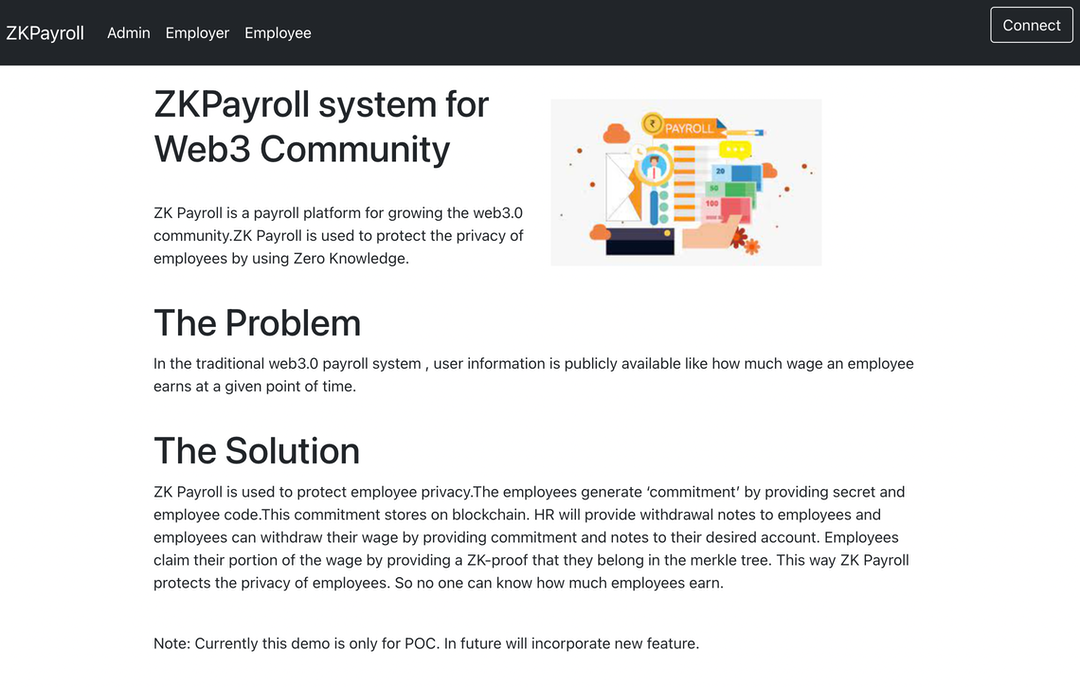 ZKPayroll Admin Employer Employee Connect
ZKPayroll system for
Web3 Community
ZK Payroll is a payroll platform for growing the web3.0
community.ZK Payroll is used to protect the privacy of
employees by using Zero Knowledge.
₹ PAYROLL
20
50
100
The Problem
In the traditional web3.0 payroll system , user information is publicly available like how much wage an employee
earns at a given point of time.
The Solution
ZK Payroll is used to protect employee privacy.The employees generate ‘commitment’ by providing secret and
employee code.This commitment stores on blockchain. HR will provide withdrawal notes to employees and
employees can withdraw their wage by providing commitment and notes to their desired account. Employees
claim their portion of the wage by providing a ZK-proof that they belong in the merkle tree. This way ZK Payroll
protects the privacy of employees. So no one can know how much employees earn.
Note: Currently this demo is only for POC. In future will incorporate new feature.